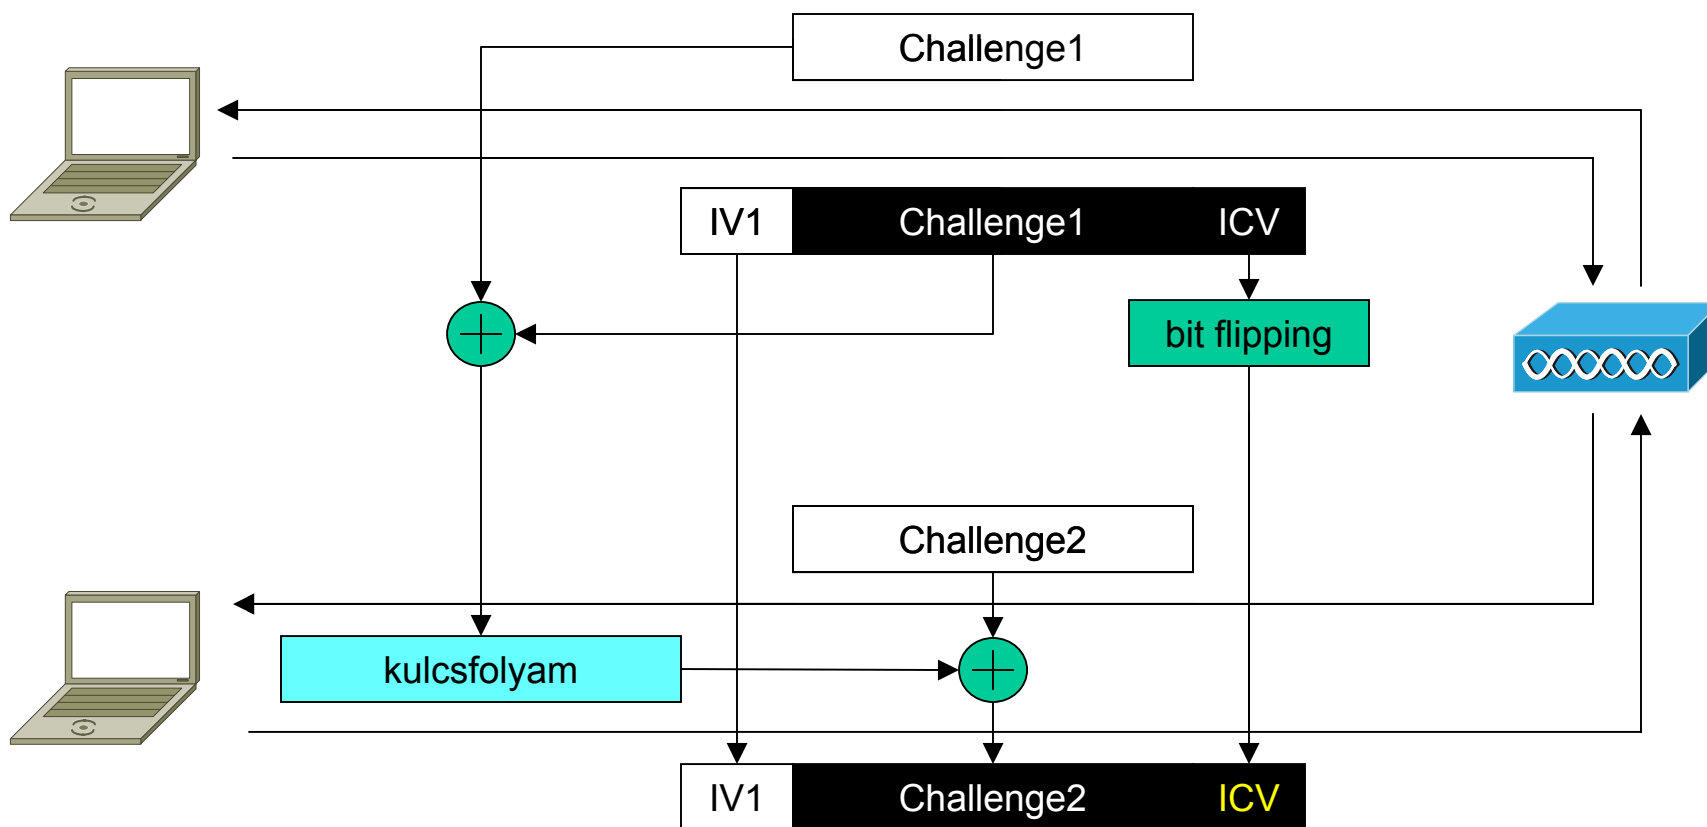 Challenge1
IV1 Challenge1 ICV
bit flipping
Challenge2
kulcsfolyam
IV1 Challenge2 ICV